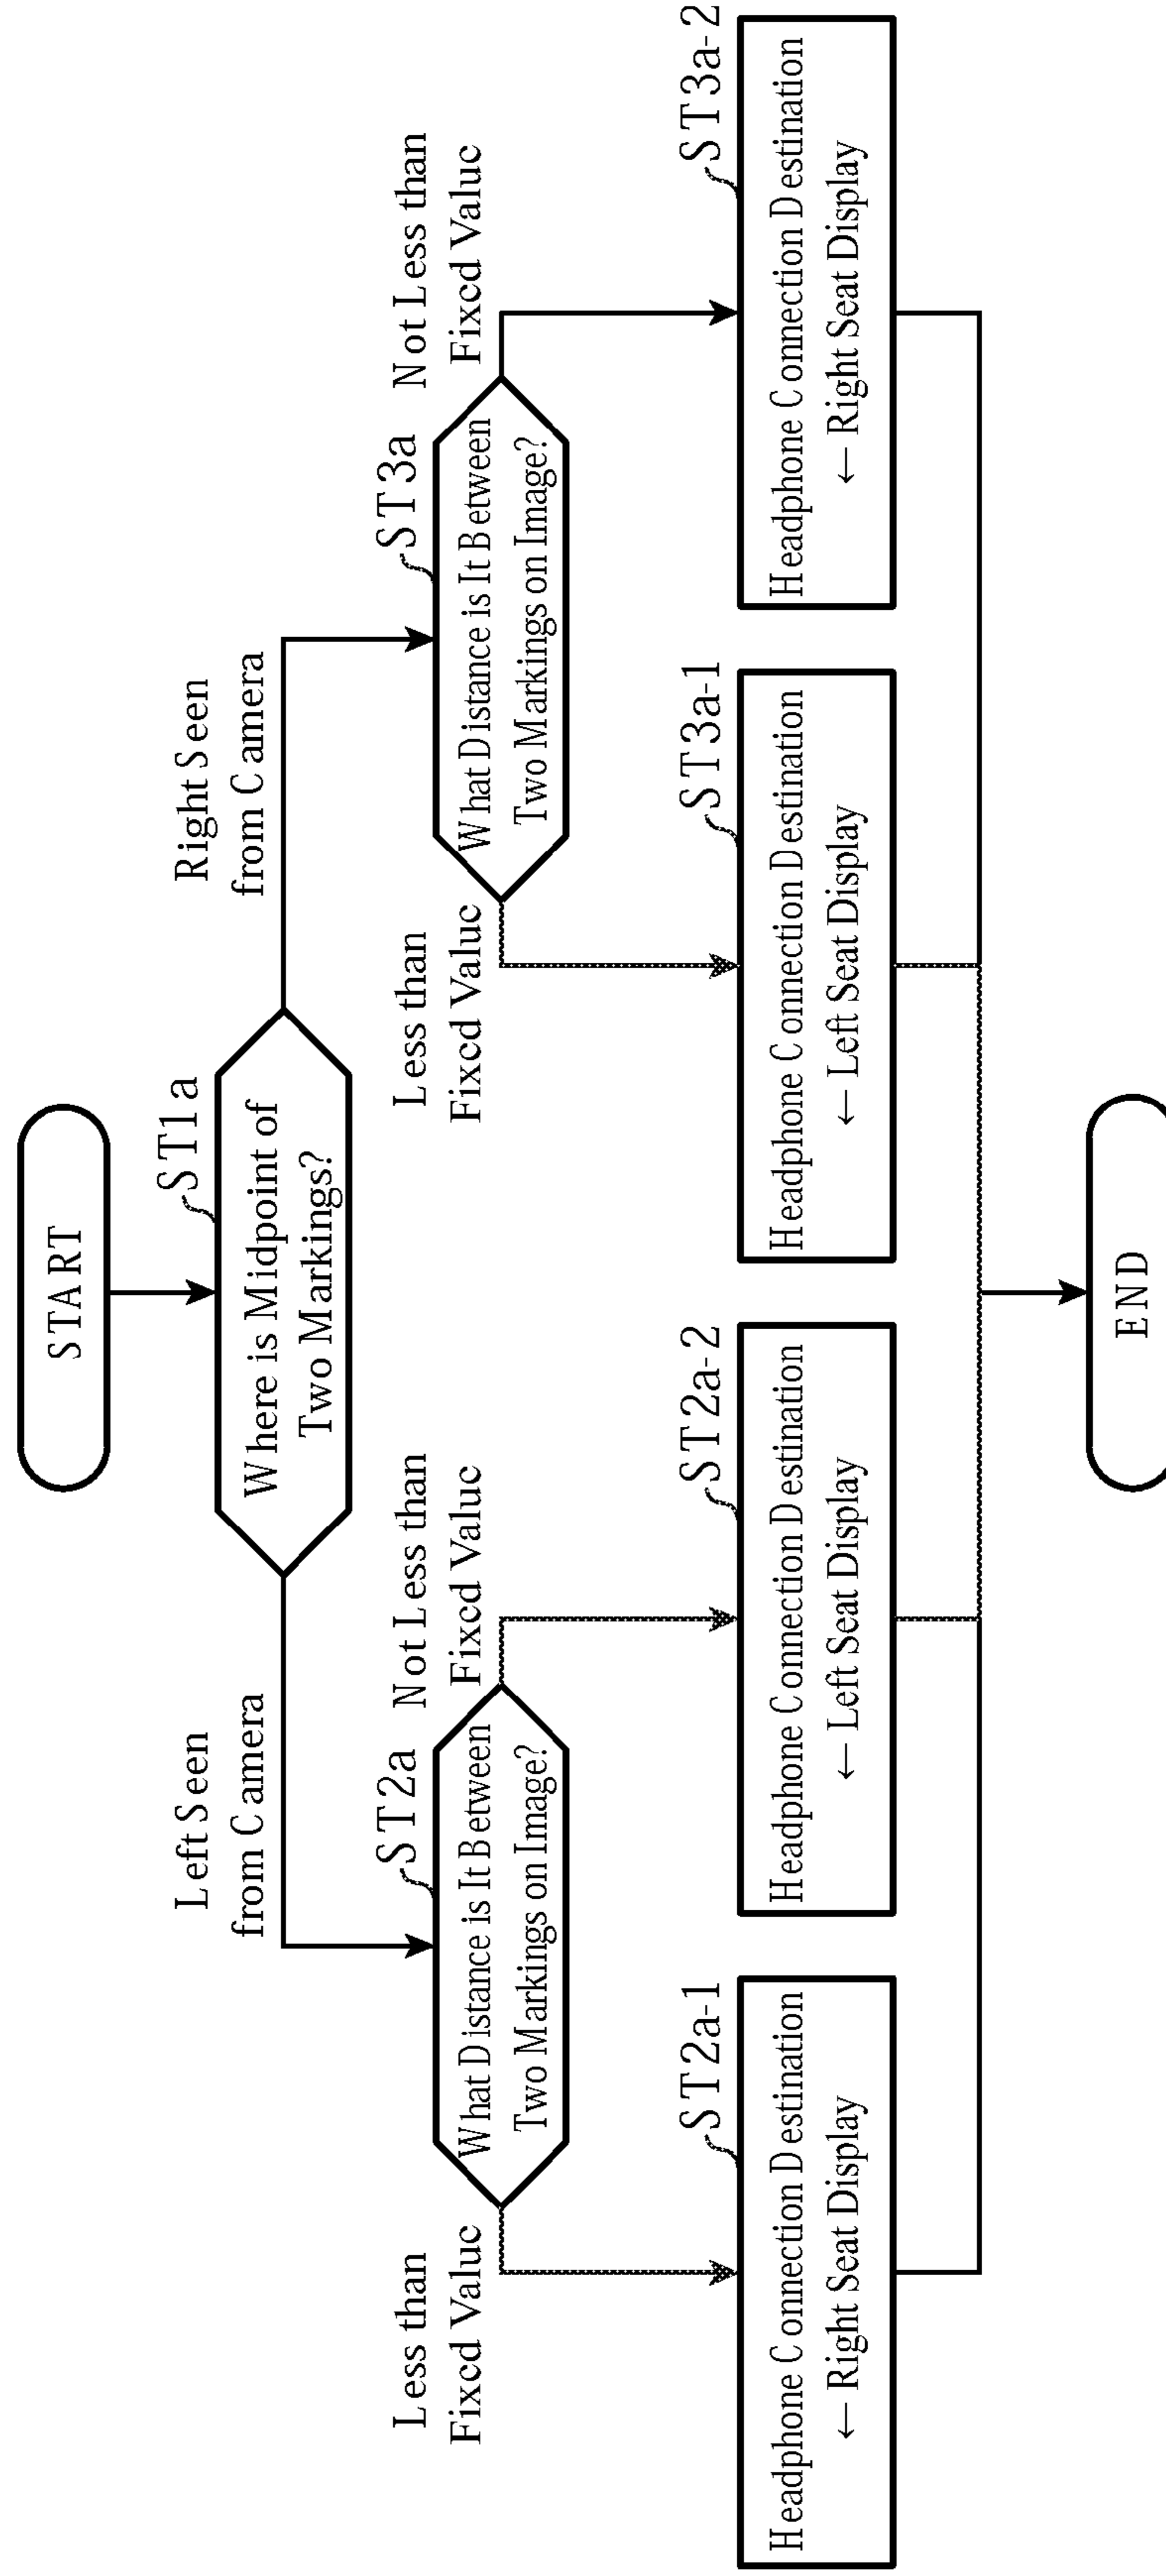 START
ST1a
Where is Midpoint of
Two Markings?
Left Seen
from Camera
Right Seen
from Camera
ST2a
What Distance is It Between
Two Markings on Image?
Less than
Fixcd Valuc
Not Less than
Fixcd Valuc
ST3a
What Distance is It Between
Two Markings on Image?
Less than
Fixcd Valuc
Not Less than
Fixcd Valuc
ST2a-1
Headphone Connection Destination
← Right Seat Display
ST2a-2
Headphone Connection Destination
← Left Seat Display
ST3a-1
Headphone Connection Destination
← Left Seat Display
ST3a-2
Headphone Connection Destination
← Right Seat Display
END